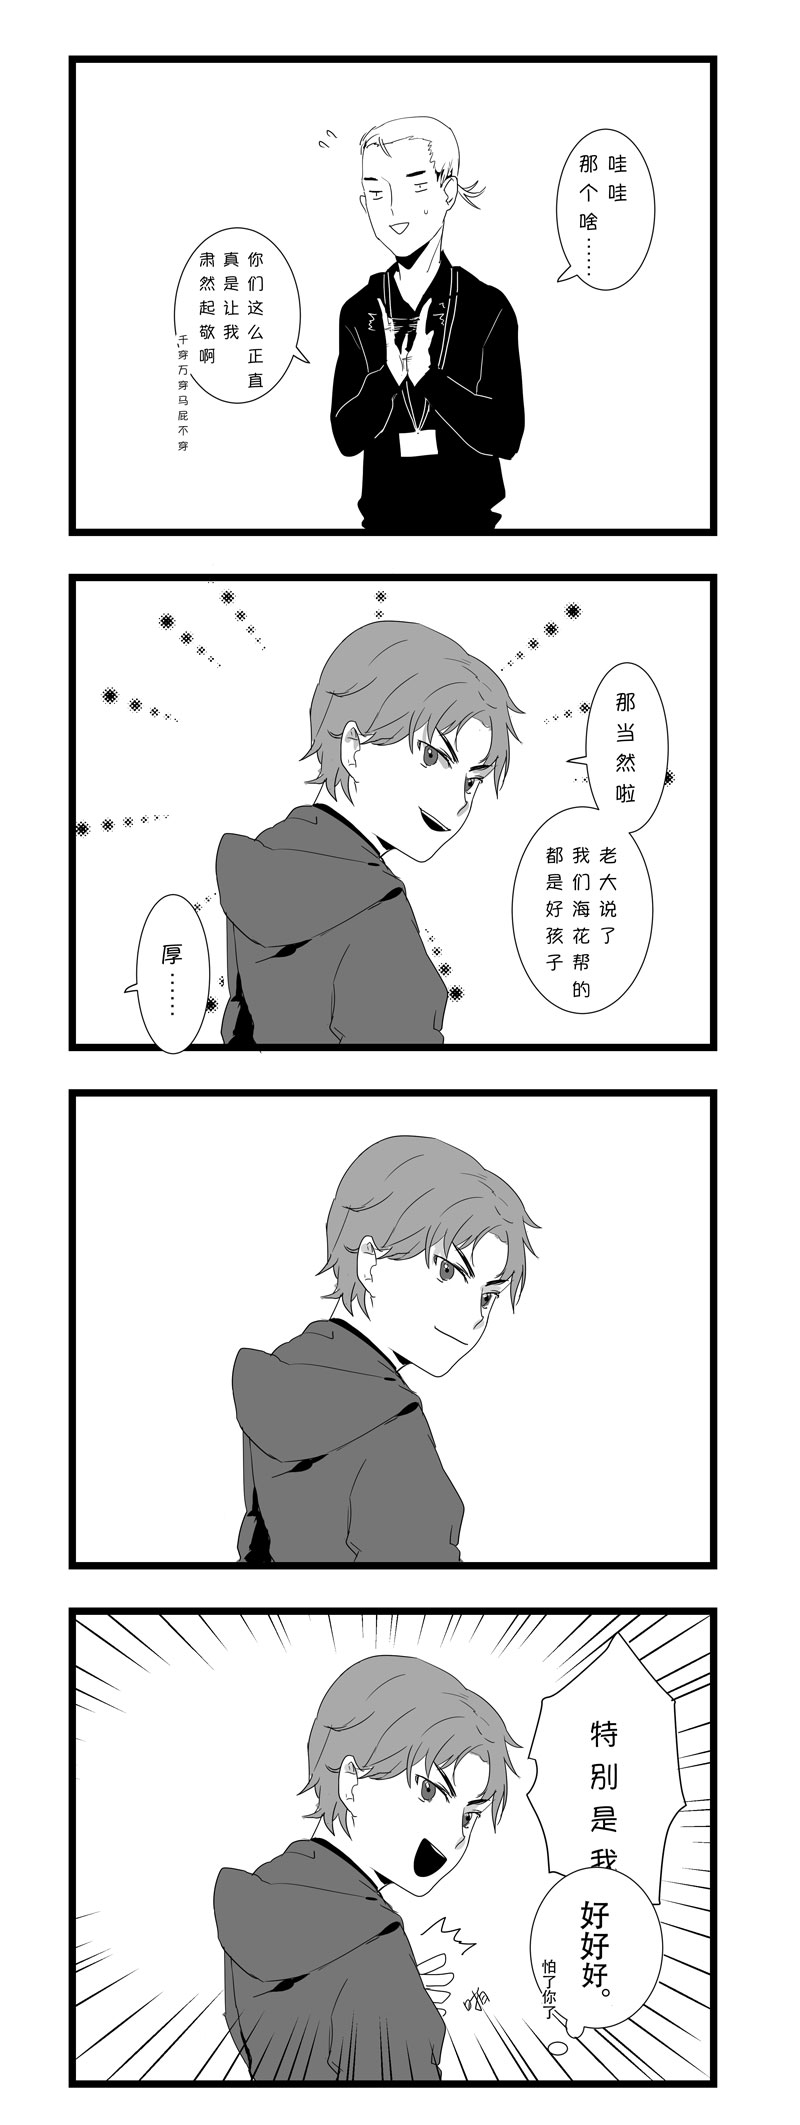 哇哇
那个啥……
你们这么正直
真是让我
肃然起敬啊
千穿万穿马屁不穿
那当然啦
老大说了
我们海花帮的
都是好孩子
厚……
特别是我
好好好。
怕了你了
啪